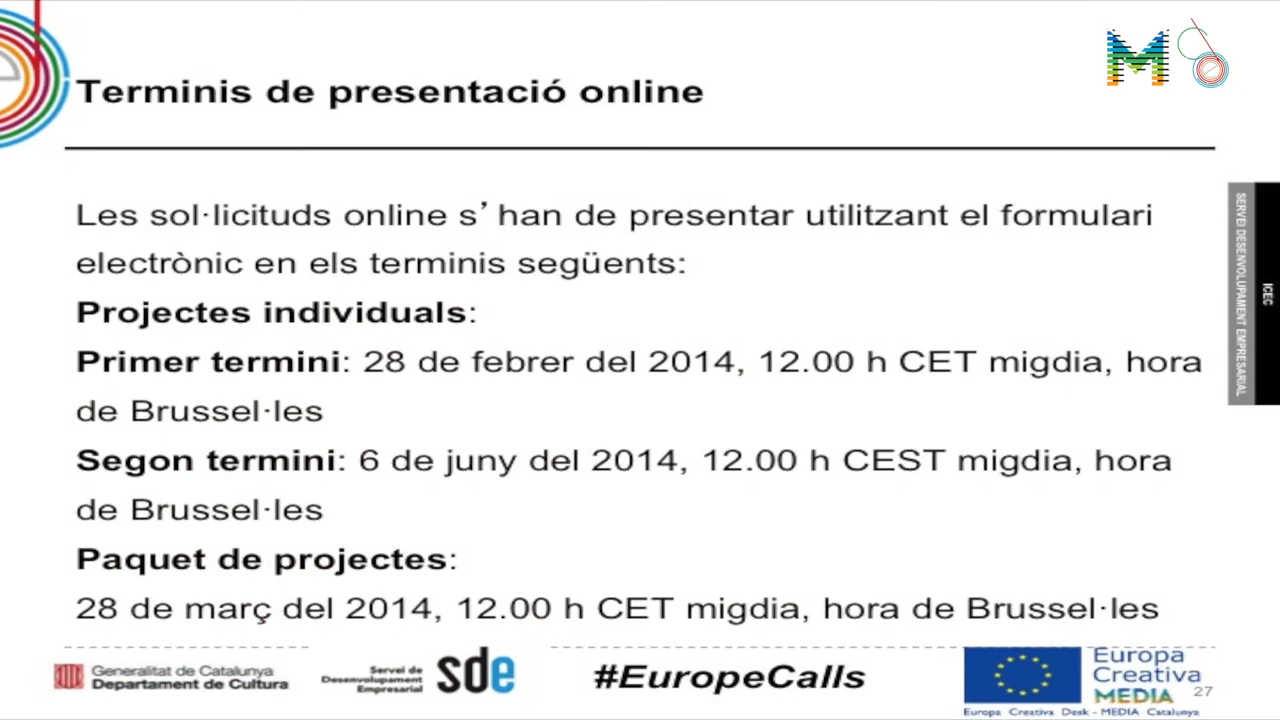 Terminis de presentació online
Les sol·licituds online s’han de presentar utilitzant el formulari
electrònic en els terminis següents:
Projectes individuals:
Primer termini: 28 de febrer del 2014, 12.00 h CET migdia, hora
de Brussel·les
Segon termini: 6 de juny del 2014, 12.00 h CEST migdia, hora
de Brussel·les
Paquet de projectes:
28 de març del 2014, 12.00 h CET migdia, hora de Brussel·les
SERVEI DESENVOLUPAMENT EMPRESARIAL
ICEC
Generalitat de Catalunya
Departament de Cultura
Servei de
Desenvolupament
Empresarial
sde
#EuropeCalls
Europa
Creativa
MEDIA
27
Europa Creativa Desk - MEDIA Catalunya
M